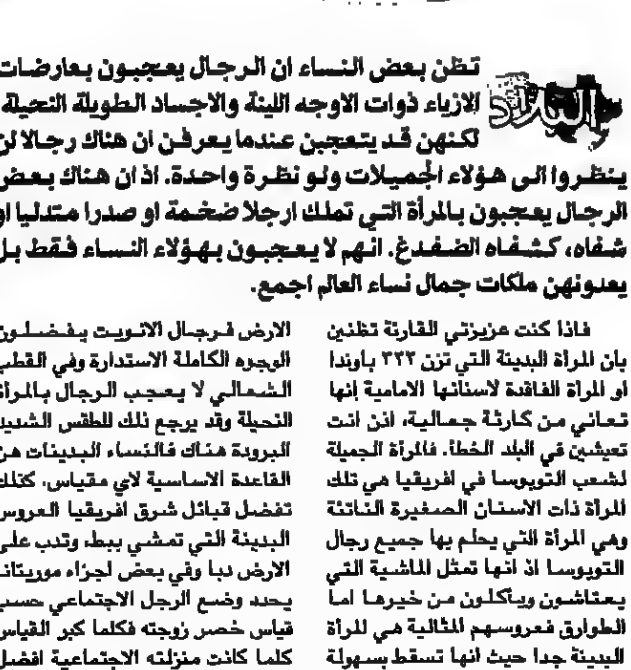 تظن بعض النساء ان الرجال يعجبون بعارضات
البلاد
الازياء ذوات الاوجه اللينة والاجساد الطويلة النحيلة
لكنهن قد يتعجبن عندما يعرفن ان هناك رجالا لن
ينظروا الى هؤلاء الجميلات ولو نظرة واحدة. اذ ان هناك بعض
الرجال يعجبون بالمرأة التي تملك ارجلا ضخمة او صدرا متدليا او
شفاه، كشفاه الضفدغ. انهم لا يعجبون بهؤلاء النساء فقط بل
يعدونهن ملكات جمال نساء العالم اجمع.
فاذا كنت عزيزتي القارئة تظنين
بان المرأة البدينة التي تزن ٣٣٣ باوندا
او المرأة الفاقدة لاسنانها الامامية إنها
تعاني من كارثة جمالية، اذن انت
تعيشين في البلد الخطأ. فالمرأة الجميلة
لشعب التوبوسا في افريقيا هي تلك
المرأة ذات الاسنان الصغيرة الناتئة
وهي المرأة التي يحلم بها جميع رجال
التوبوسا اذ انها تمثل الماشية التي
يعتاشون ويأكلون من خيرها اما
الطوارق فعروسهم المثالية هي المرأة
البدينة جدا حيث انها تسقط بسهولة
الارض فرجال الانويت يفضلون
الوجوه الكاملة الاستدارة وفي القطب
الشمالي لا يعجب الرجال بالمرأة
النحيلة وقد يرجع ذلك للطقس الشديد
البرودة هناك فالنساء البدينات هن
القاعدة الاساسية لاي مقياس. كذلك
تفضل قبائل شرق افريقيا العروس
البدينة التي تمشي ببطء وتدب على
الارض دبا وفي بعض اجزاء موريتانـ
يحدد وضع الرجل الاجتماعي حسب
قياس خصر زوجته فكلما كبر القياس
كلما كانت منزلته الاجتماعية افضل